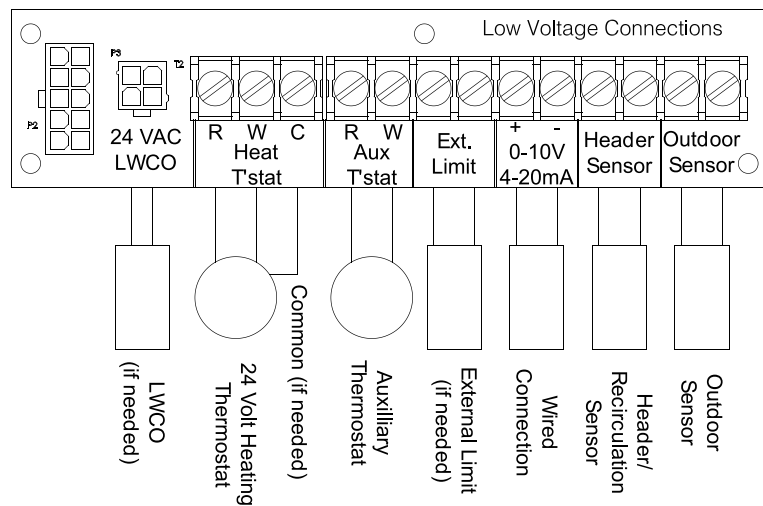 Low Voltage Connections
P3
T2
P2
24 VAC
LWCO
R W C
Heat
T'stat
R W
Aux
T'stat
Ext.
Limit
+ -
0-10V
4-20mA
Header
Sensor
Outdoor
Sensor
LWCO
(if needed)
24 Volt Heating
Thermostat
Common (if needed)
Auxilliary
Thermostat
External Limit
(if needed)
Wired
Connection
Header/
Recirculation
Sensor
Outdoor
Sensor